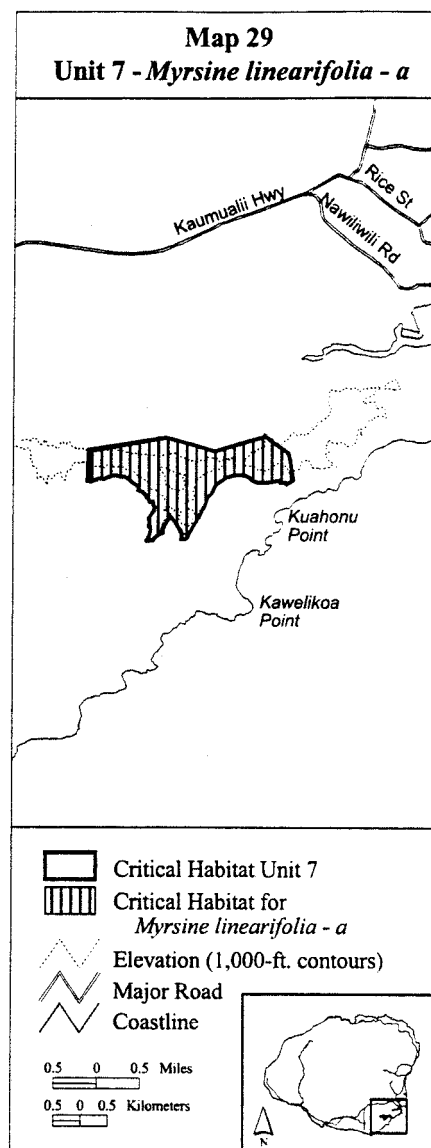 Map 29
Unit 7 - Myrsine linearifolia - a
Rice St
Kaumualii Hwy
Nawiliwili Rd
Kuahonu
Point
Kawelikoa
Point
Critical Habitat Unit 7
Critical Habitat for
Myrsine linearifolia - a
Elevation (1,000-ft. contours)
Major Road
Coastline
0.5 0 0.5 Miles
0.5 0 0.5 Kilometers
N